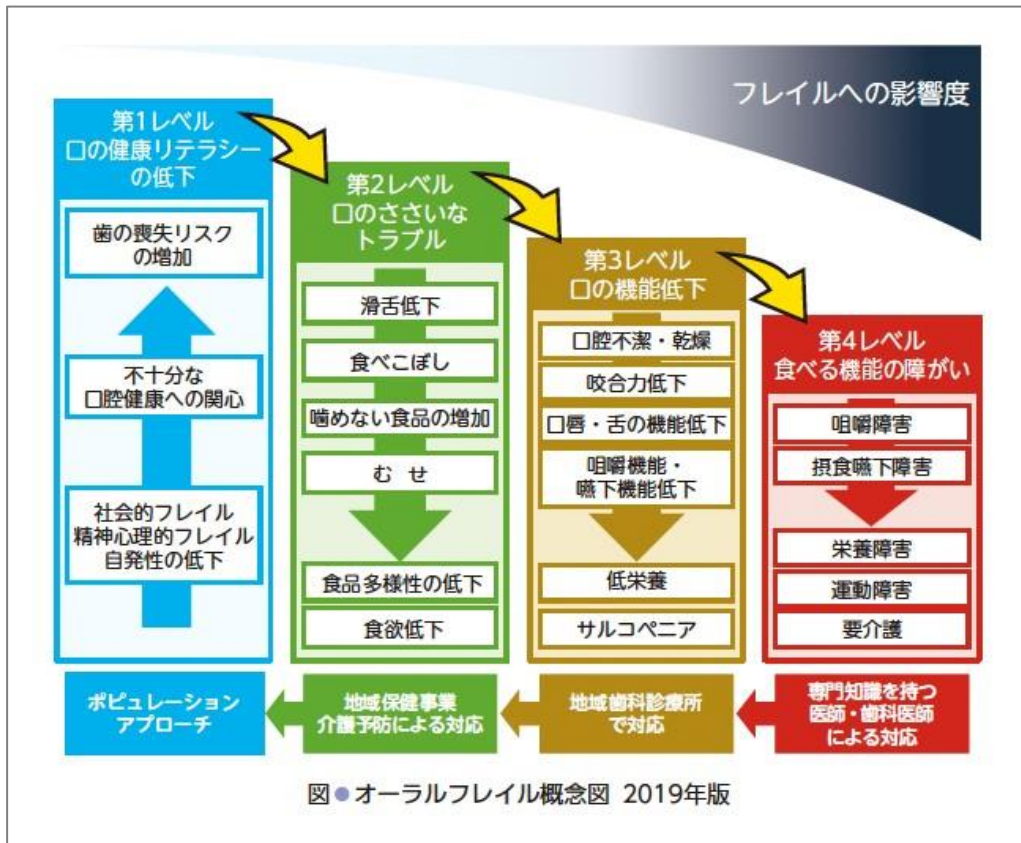 フレイルへの影響度
第1レベル
口の健康リテラシー
の低下
歯の喪失リスク
の増加
不十分な
口腔健康への関心
社会的フレイル
精神心理的フレイル
自発性の低下
ポピュレーション
アプローチ
第2レベル
口のささいな
トラブル
滑舌低下
食べこぼし
噛めない食品の増加
むせ
食品多様性の低下
食欲低下
地域保健事業
介護予防による対応
第3レベル
口の機能低下
口腔不潔・乾燥
咬合力低下
口唇・舌の機能低下
咀嚼機能・
嚥下機能低下
低栄養
サルコペニア
地域歯科診療所
で対応
第4レベル
食べる機能の障がい
咀嚼障害
摂食嚥下障害
栄養障害
運動障害
要介護
専門知識を持つ
医師・歯科医師
による対応
図●オーラルフレイル概念図 2019年版